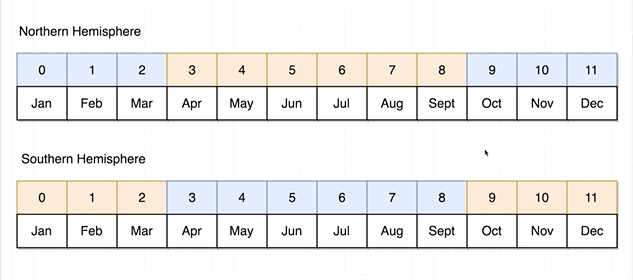 Northern Hemisphere
0 1 2 3 4 5 6 7 8 9 10 11
Jan Feb Mar Apr May Jun Jul Aug Sept Oct Nov Dec
Southern Hemisphere
0 1 2 3 4 5 6 7 8 9 10 11
Jan Feb Mar Apr May Jun Jul Aug Sept Oct Nov Dec